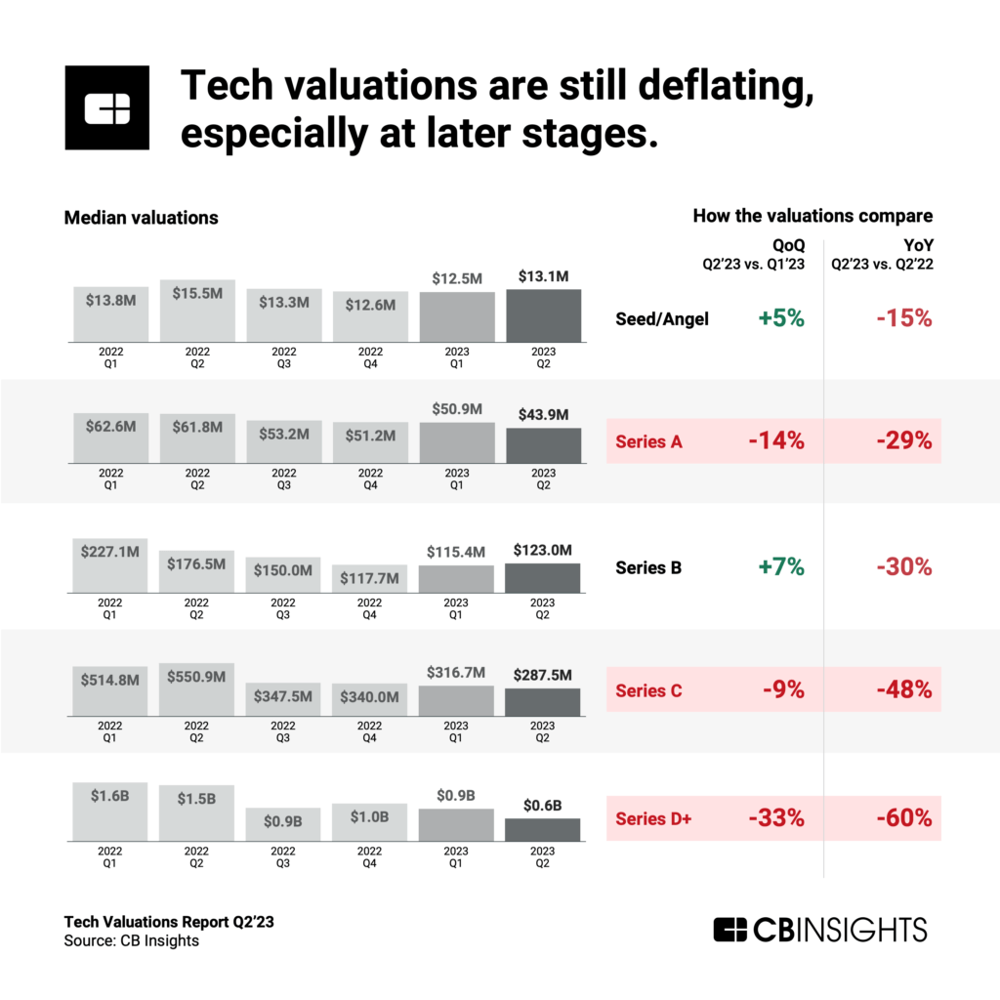 Tech valuations are still deflating,
especially at later stages.
Median valuations
How the valuations compare
QoQ
Q2’23 vs. Q1’23
YoY
Q2’23 vs. Q2’22
$13.8M
$15.5M
$13.3M
$12.6M
$12.5M
$13.1M
2022
Q1
2022
Q2
2022
Q3
2022
Q4
2023
Q1
2023
Q2
Seed/Angel
+5%
-15%
$62.6M
$61.8M
$53.2M
$51.2M
$50.9M
$43.9M
2022
Q1
2022
Q2
2022
Q3
2022
Q4
2023
Q1
2023
Q2
Series A
-14%
-29%
$227.1M
$176.5M
$150.0M
$117.7M
$115.4M
$123.0M
2022
Q1
2022
Q2
2022
Q3
2022
Q4
2023
Q1
2023
Q2
Series B
+7%
-30%
$514.8M
$550.9M
$347.5M
$340.0M
$316.7M
$287.5M
2022
Q1
2022
Q2
2022
Q3
2022
Q4
2023
Q1
2023
Q2
Series C
-9%
-48%
$1.6B
$1.5B
$0.9B
$1.0B
$0.9B
$0.6B
2022
Q1
2022
Q2
2022
Q3
2022
Q4
2023
Q1
2023
Q2
Series D+
-33%
-60%
Tech Valuations Report Q2’23
Source: CB Insights
CBINSIGHTS